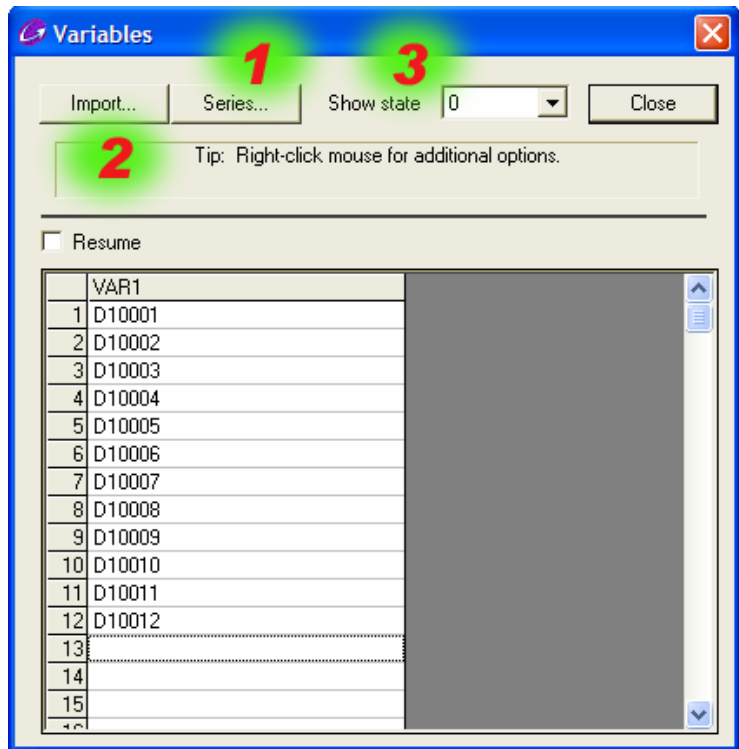 Variables
1 3
Import... Series... Show state 0 Close
2
Tip: Right-click mouse for additional options.
Resume
VAR1
1 D10001
2 D10002
3 D10003
4 D10004
5 D10005
6 D10006
7 D10007
8 D10008
9 D10009
10 D10010
11 D10011
12 D10012
13
14
15